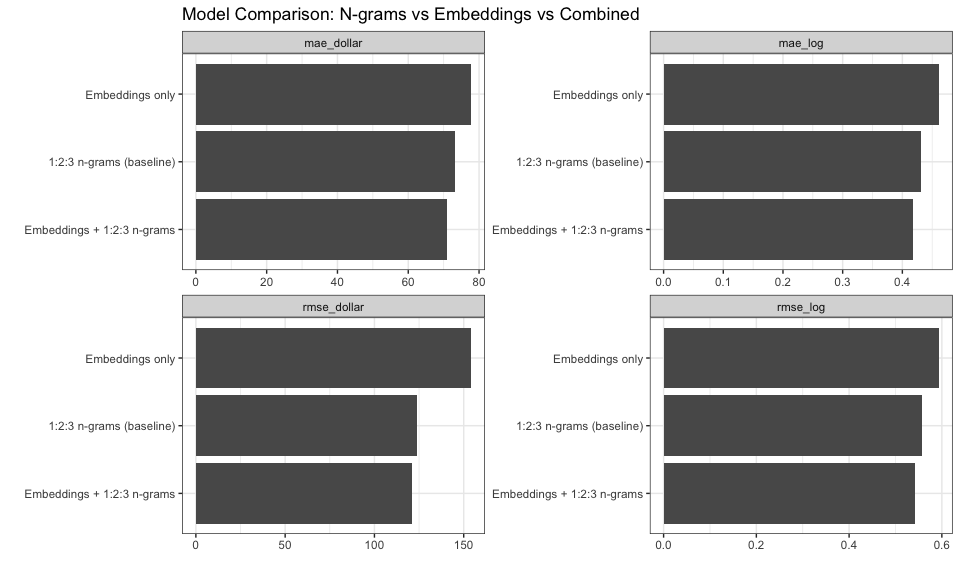 Model Comparison: N-grams vs Embeddings vs Combined
mae_dollar
Embeddings only
1:2:3 n-grams (baseline)
Embeddings + 1:2:3 n-grams
0 20 40 60 80
mae_log
Embeddings only
1:2:3 n-grams (baseline)
Embeddings + 1:2:3 n-grams
0.0 0.1 0.2 0.3 0.4
rmse_dollar
Embeddings only
1:2:3 n-grams (baseline)
Embeddings + 1:2:3 n-grams
0 50 100 150
rmse_log
Embeddings only
1:2:3 n-grams (baseline)
Embeddings + 1:2:3 n-grams
0.0 0.2 0.4 0.6